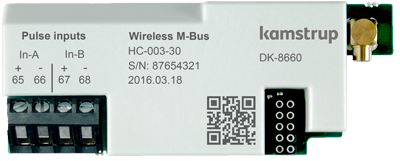 Pulse inputs
In-A In-B
+ - + -
65 66 67 68
Wireless M-Bus
HC-003-30
S/N: 87654321
2016.03.18
kamstrup
DK-8660